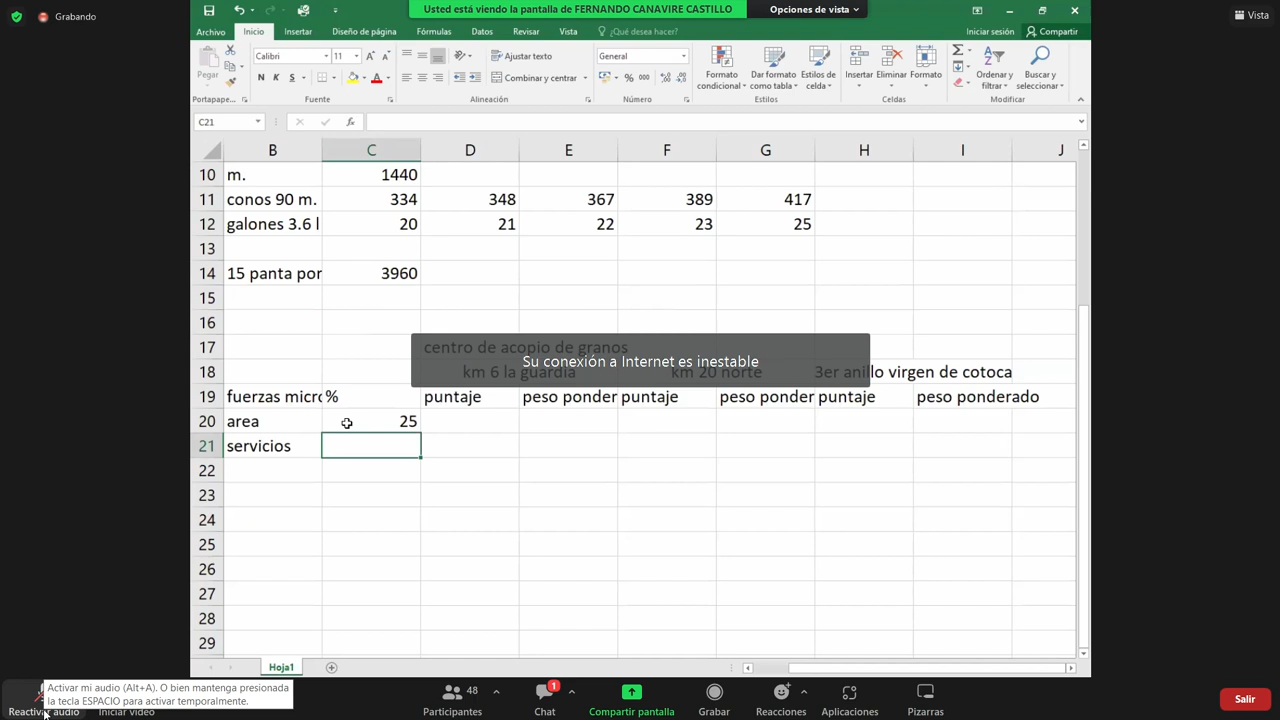 Grabando
Usted está viendo la pantalla de FERNANDO CANAVIRE CASTILLO
Opciones de vista
Vista
Archivo Inicio Insertar Diseño de página Fórmulas Datos Revisar Vista ¿Qué desea hacer? Iniciar sesión Compartir
Pegar
Calibri 11
N K S
Ajustar texto
Combinar y centrar
General
Formato condicional
Dar formato como tabla
Estilos de celda
Insertar Eliminar Formato
Ordenar y filtrar
Buscar y seleccionar
Portapape... Fuente Alineación Número Estilos Celdas Modificar
C21 fx
B C D E F G H I J
10 m. 1440
11 conos 90 m. 334 348 367 389 417
12 galones 3.6 l 20 21 22 23 25
13
14 15 panta por 3960
15
16
17 centro de acopio de granos
Su conexión a Internet es inestable
18 km 6 la guardia km 20 norte 3er anillo virgen de cotoca
19 fuerzas micro % puntaje peso ponder puntaje peso ponder puntaje peso ponderado
20 area 25
21 servicios
22
23
24
25
26
27
28
29
Hoja1
Activar mi audio (Alt+A). O bien mantenga presionada
la tecla ESPACIO para activar temporalmente.
48 1
Reactivar audio Iniciar video Participantes Chat Compartir pantalla Grabar Reacciones Aplicaciones Pizarras Salir